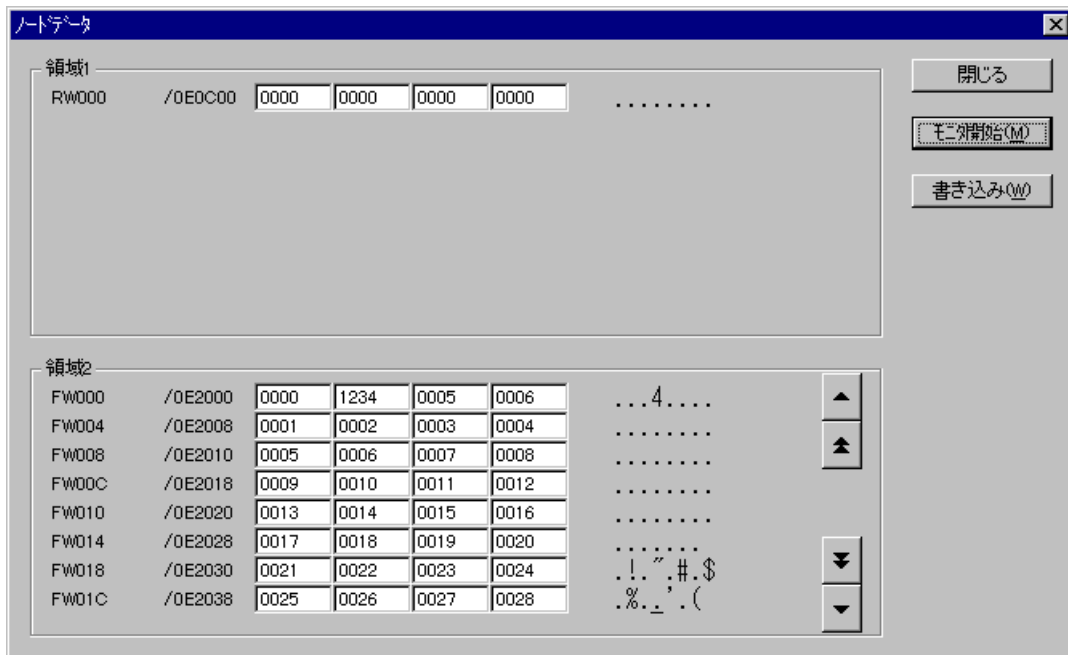 ノードデータ
領域1
RW000 /0E0C00 0000 0000 0000 0000 ........
閉じる
モニタ開始(M)
書き込み(W)
領域2
FW000 /0E2000 0000 1234 0005 0006 ...4....
FW004 /0E2008 0001 0002 0003 0004 ........
FW008 /0E2010 0005 0006 0007 0008 ........
FW00C /0E2018 0009 0010 0011 0012 ........
FW010 /0E2020 0013 0014 0015 0016 ........
FW014 /0E2028 0017 0018 0019 0020 .......
FW018 /0E2030 0021 0022 0023 0024 .!.".#.$
FW01C /0E2038 0025 0026 0027 0028 .%._'.(